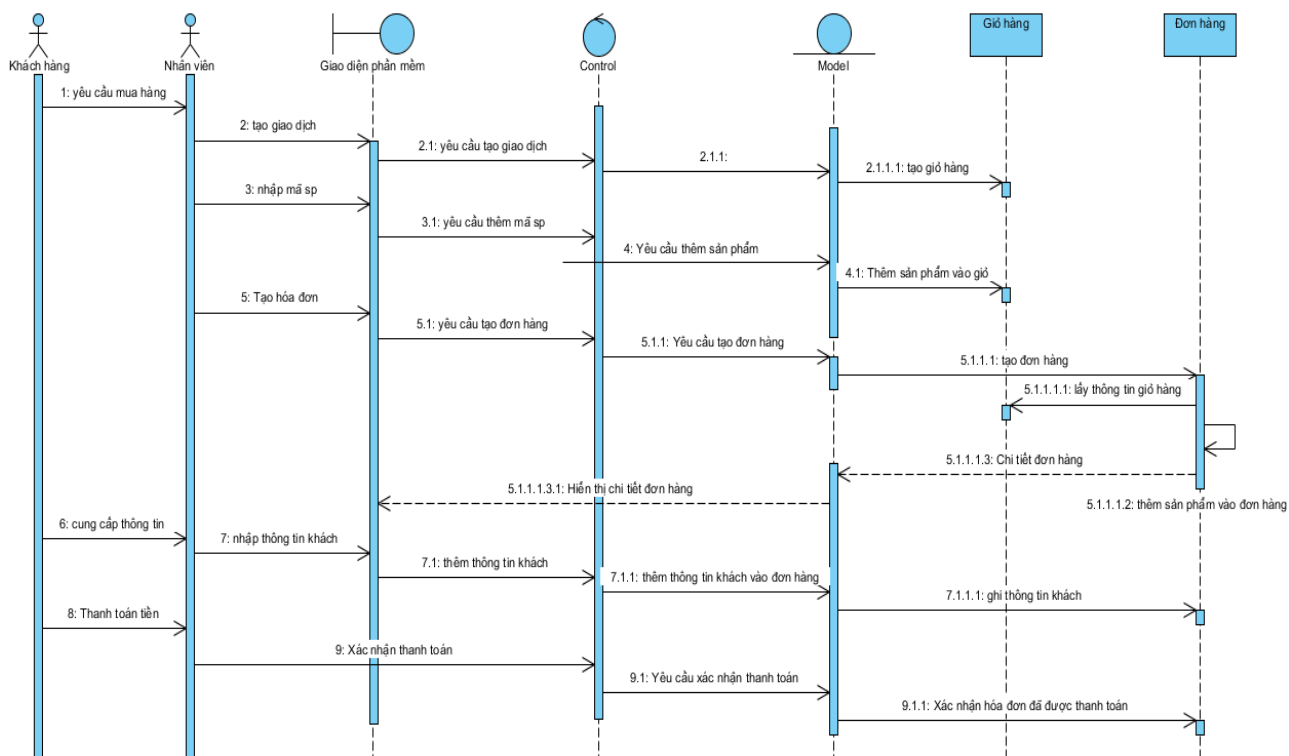 Khách hàng
Nhân viên
Giao diện phần mềm
Control
Model
Giỏ hàng
Đơn hàng
1: yêu cầu mua hàng
2: tạo giao dịch
2.1: yêu cầu tạo giao dịch
2.1.1:
2.1.1.1: tạo giỏ hàng
3: nhập mã sp
3.1: yêu cầu thêm mã sp
4: Yêu cầu thêm sản phẩm
4.1: Thêm sản phẩm vào giỏ
5: Tạo hóa đơn
5.1: yêu cầu tạo đơn hàng
5.1.1: Yêu cầu tạo đơn hàng
5.1.1.1: tạo đơn hàng
5.1.1.1.1: lấy thông tin giỏ hàng
5.1.1.1.3: Chi tiết đơn hàng
5.1.1.1.3.1: Hiển thị chi tiết đơn hàng
5.1.1.1.2: thêm sản phẩm vào đơn hàng
6: cung cấp thông tin
7: nhập thông tin khách
7.1: thêm thông tin khách
7.1.1: thêm thông tin khách vào đơn hàng
7.1.1.1: ghi thông tin khách
8: Thanh toán tiền
9: Xác nhận thanh toán
9.1: Yêu cầu xác nhận thanh toán
9.1.1: Xác nhận hóa đơn đã được thanh toán